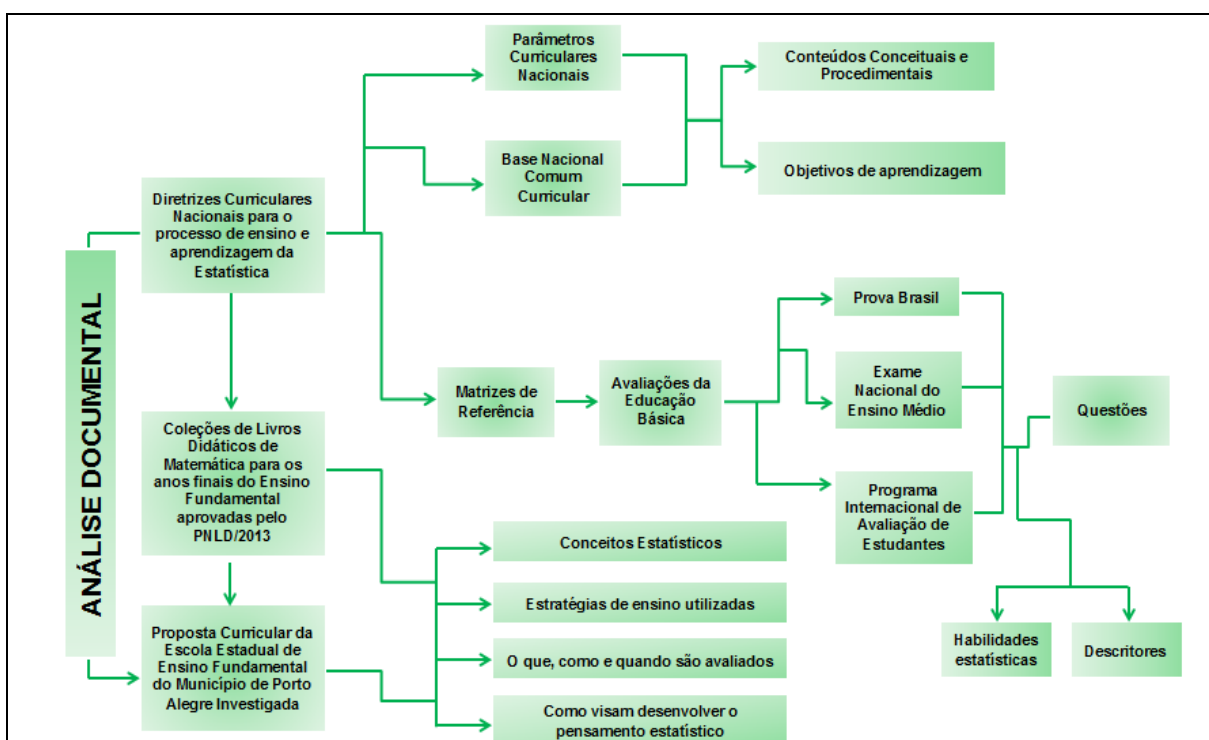 ANÁLISE DOCUMENTAL
Diretrizes Curriculares
Nacionais para o
processo de ensino e
aprendizagem da
Estatística
Coleções de Livros
Didáticos de
Matemática para os
anos finais do Ensino
Fundamental
aprovadas pelo
PNLD/2013
Proposta Curricular da
Escola Estadual de
Ensino Fundamental
do Município de Porto
Alegre Investigada
Parâmetros
Curriculares
Nacionais
Base Nacional
Comum
Curricular
Conteúdos Conceituais e
Procedimentais
Objetivos de aprendizagem
Matrizes de
Referência
Avaliações da
Educação
Básica
Prova Brasil
Exame
Nacional do
Ensino Médio
Programa
Internacional de
Avaliação de
Estudantes
Questões
Habilidades
estatísticas
Descritores
Conceitos Estatísticos
Estratégias de ensino utilizadas
O que, como e quando são avaliados
Como visam desenvolver o
pensamento estatístico